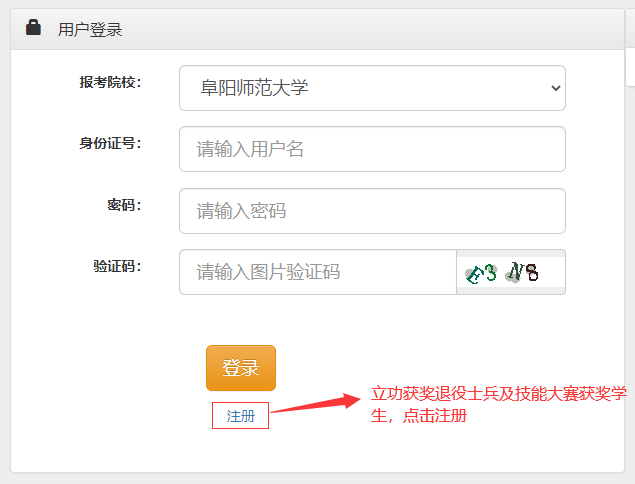 用户登录
报考院校：
阜阳师范大学
身份证号：
请输入用户名
密码：
请输入密码
验证码：
请输入图片验证码
E3 N8
登录
注册
立功获奖退役士兵及技能大赛获奖学
生，点击注册